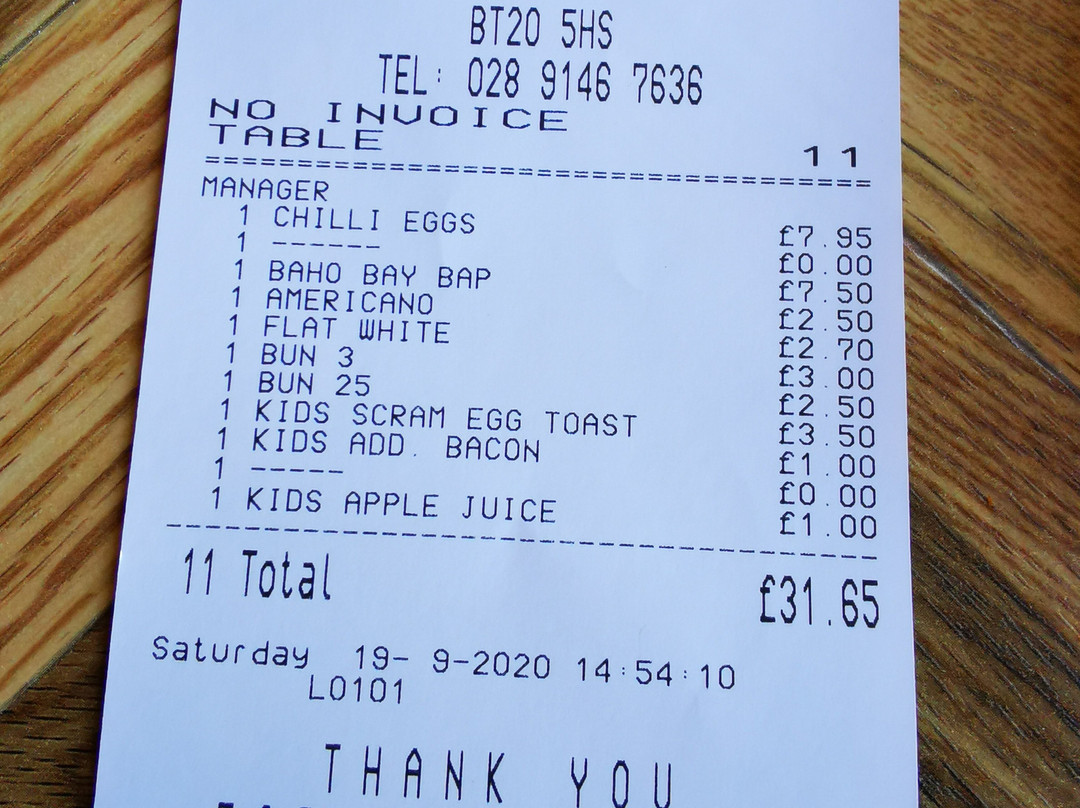 BT20 5HS
TEL: 028 9146 7636
NO INVOICE
TABLE 11
=======================================
MANAGER
1 CHILLI EGGS £7.95
1 ------ £0.00
1 BAHO BAY BAP £7.50
1 AMERICANO £2.50
1 FLAT WHITE £2.70
1 BUN 3 £3.00
1 BUN 25 £2.50
1 KIDS SCRAM EGG TOAST £3.50
1 KIDS ADD. BACON £1.00
1 ----- £0.00
1 KIDS APPLE JUICE £1.00
---------------------------------------
11 Total £31.65
Saturday 19- 9-2020 14:54:10
L0101
THANK YOU